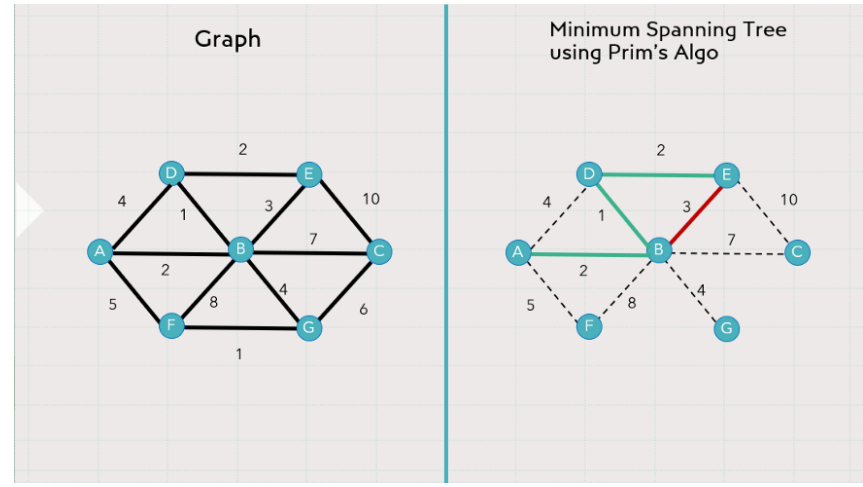 Graph
Minimum Spanning Tree
using Prim's Algo
2
D
E
4
1
3
10
A
B
7
C
2
5
8
4
6
F
G
1
2
D
E
4
1
3
10
A
B
7
C
2
5
8
4
F
G